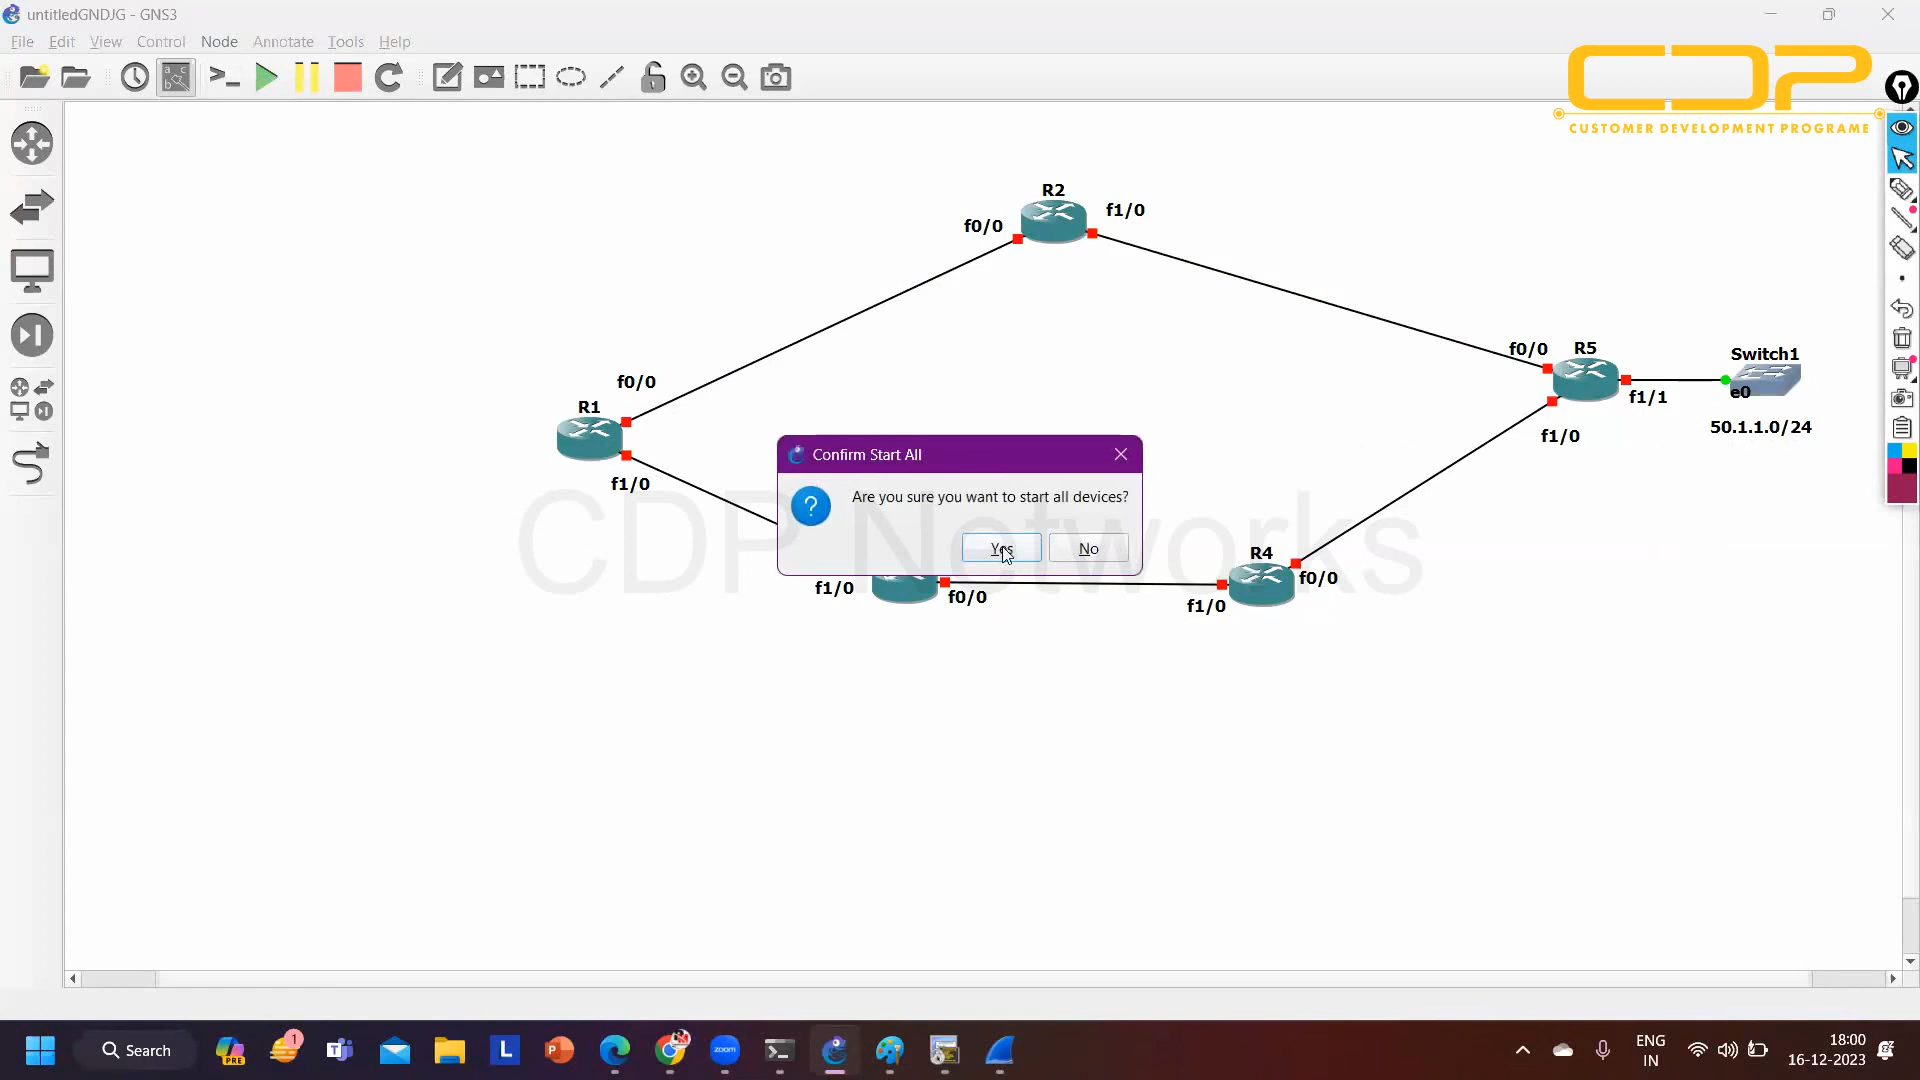 untitledGNDJG - GNS3
File Edit View Control Node Annotate Tools Help
CDP
CUSTOMER DEVELOPMENT PROGRAME
R2
f0/0
f1/0
R1
f0/0
f1/0
f0/0
R5
Switch1
e0
f1/1
f1/0
50.1.1.0/24
Confirm Start All
Are you sure you want to start all devices?
Yes
No
CDP Networks
f1/0
f0/0
R4
f0/0
f1/0
Search
PRE
1
L
P
zoom
ENG
IN
18:00
16-12-2023